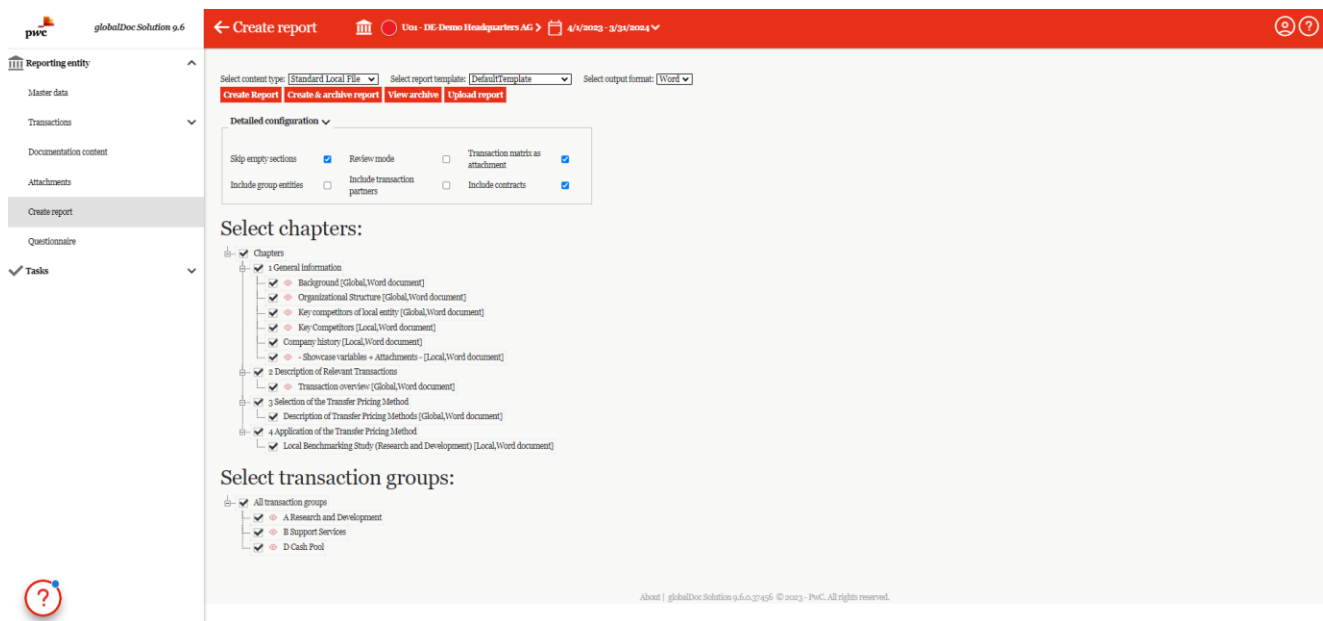 pwc
globalDoc Solution 9.6
Create report
U01 - DE-Demo Headquarters AG
4/1/2023 - 3/31/2024
?
Reporting entity
Master data
Transactions
Documentation content
Attachments
Create report
Questionnaire
Tasks
Select content type: Standard Local File Select report template: DefaultTemplate Select output format: Word
Create Report Create & archive report View archive Upload report
Detailed configuration
Skip empty sections
Review mode
Transaction matrix as
attachment
Include group entities
Include transaction
partners
Include contracts
Select chapters:
Chapters
1 General information
Background [Global,Word document]
Organizational Structure [Global,Word document]
Key competitors of local entity [Global,Word document]
Key Competitors [Local,Word document]
Company history [Local,Word document]
- Showcase variables + Attachments - [Local,Word document]
2 Description of Relevant Transactions
Transaction overview [Global,Word document]
3 Selection of the Transfer Pricing Method
Description of Transfer Pricing Methods [Global,Word document]
4 Application of the Transfer Pricing Method
Local Benchmarking Study (Research and Development) [Local,Word document]
Select transaction groups:
All transaction groups
A Research and Development
B Support Services
D Cash Pool
?
About | globalDoc Solution 9.6.0.37456 © 2023 - PwC. All rights reserved.